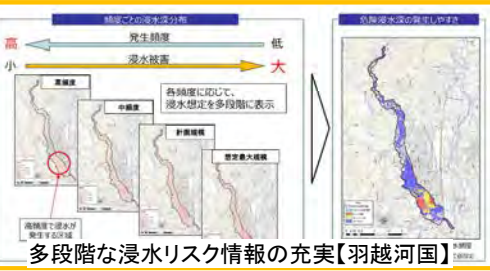 頻度ごとの浸水深分布
危険浸水深の発生しやすさ
高
発生頻度
低
小
浸水被害
大
高頻度
中頻度
計画規模
想定最大規模
各頻度に応じて、
浸水想定を多段階に表示
高頻度で浸水が
発生する区域
多段階な浸水リスク情報の充実【羽越河国】